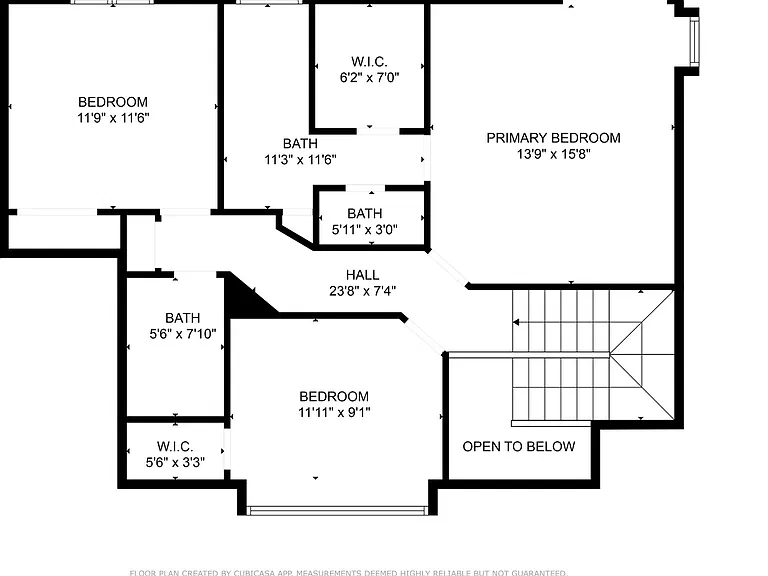 W.I.C.
6'2" x 7'0"
BEDROOM
11'9" x 11'6"
BATH
11'3" x 11'6"
PRIMARY BEDROOM
13'9" x 15'8"
BATH
5'11" x 3'0"
HALL
23'8" x 7'4"
BATH
5'6" x 7'10"
BEDROOM
11'11" x 9'1"
W.I.C.
5'6" x 3'3"
OPEN TO BELOW
FLOOR PLAN CREATED BY CUBICASA APP. MEASUREMENTS DEEMED HIGHLY RELIABLE BUT NOT GUARANTEED.